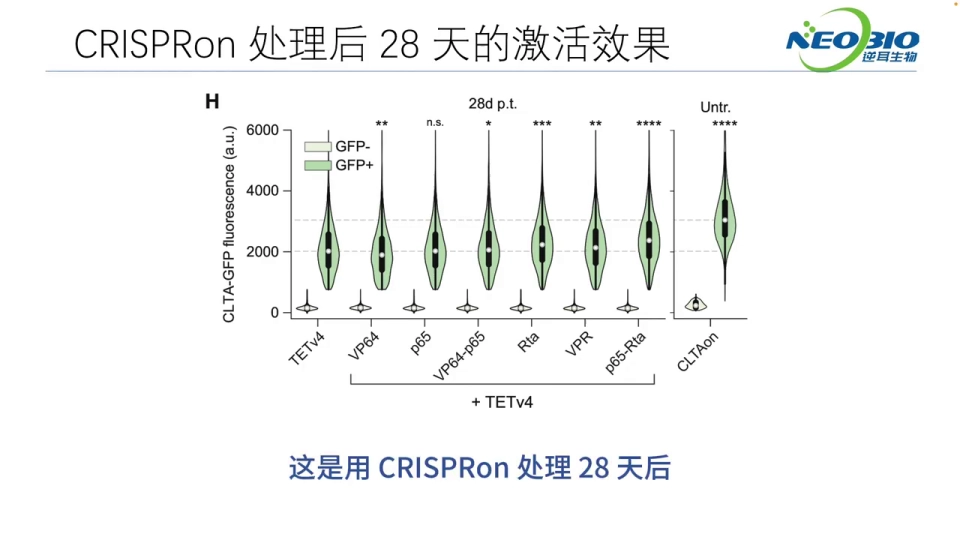 CRISPRon 处理后 28 天的激活效果
NEOBIO
逆耳生物
H
28d p.t.
Untr.
** n.s. * *** ** **** ****
GFP-
GFP+
CLTA-GFP fluorescence (a.u.)
6000
4000
2000
0
TETv4 VP64 p65 VP64-p65 Rta VPR p65-Rta CLTAon
+ TETv4
这是用 CRISPRon 处理 28 天后